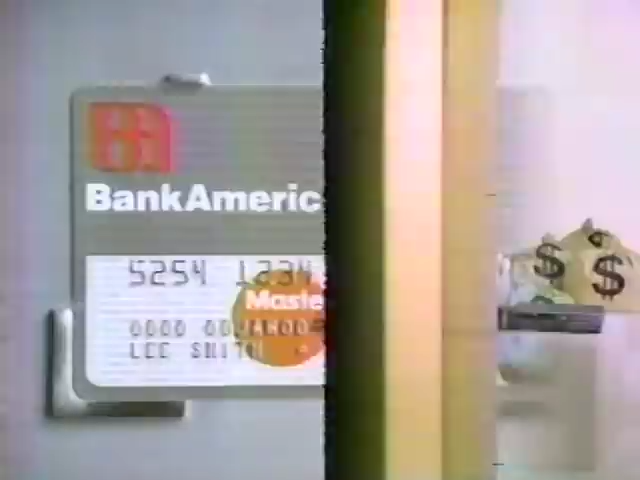 BankAmeric
5254 1234
Maste
LEE SMITH
$ $